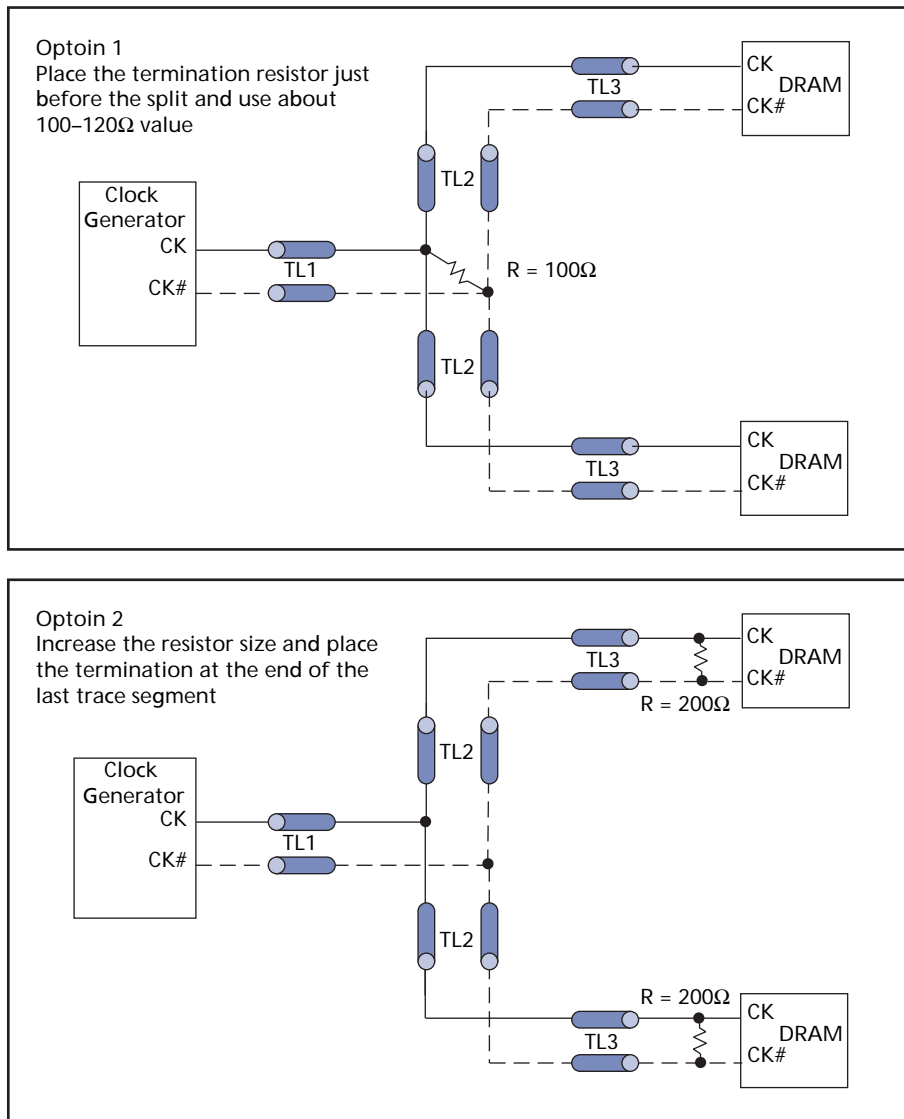 Optoin 1
Place the termination resistor just
before the split and use about
100–120Ω value
Clock
Generator
CK
CK#
TL1
TL2
TL2
R = 100Ω
TL3
CK
DRAM
CK#
TL3
CK
DRAM
CK#
Optoin 2
Increase the resistor size and place
the termination at the end of the
last trace segment
Clock
Generator
CK
CK#
TL1
TL2
TL2
TL3
R = 200Ω
CK
DRAM
CK#
R = 200Ω
TL3
CK
DRAM
CK#